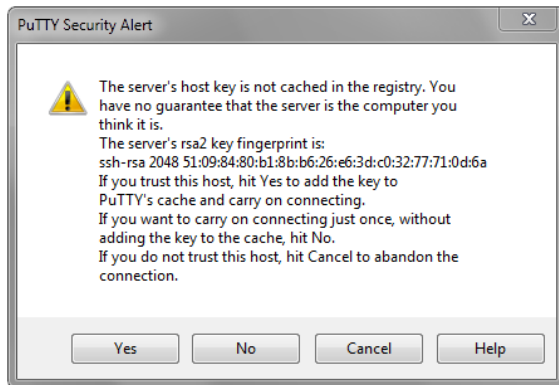 PuTTY Security Alert
The server's host key is not cached in the registry. You
have no guarantee that the server is the computer you
think it is.
The server's rsa2 key fingerprint is:
ssh-rsa 2048 51:09:84:80:b1:8b:b6:26:e6:3d:c0:32:77:71:0d:6a
If you trust this host, hit Yes to add the key to
PuTTY's cache and carry on connecting.
If you want to carry on connecting just once, without
adding the key to the cache, hit No.
If you do not trust this host, hit Cancel to abandon the
connection.
Yes No Cancel Help